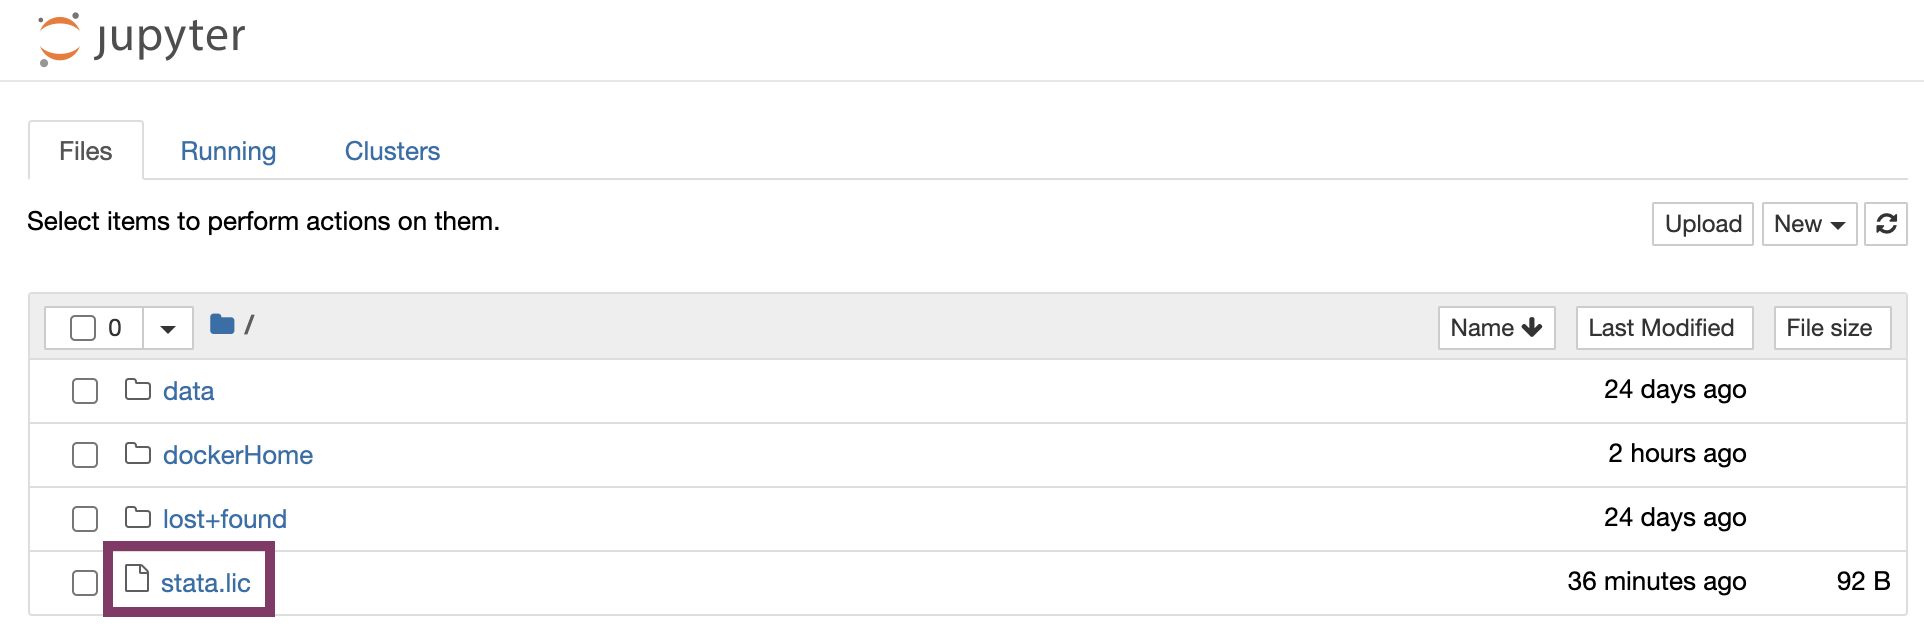 jupyter
Files Running Clusters
Select items to perform actions on them.
Upload New
0 / Name Last Modified File size
data 24 days ago
dockerHome 2 hours ago
lost+found 24 days ago
stata.lic 36 minutes ago 92 B